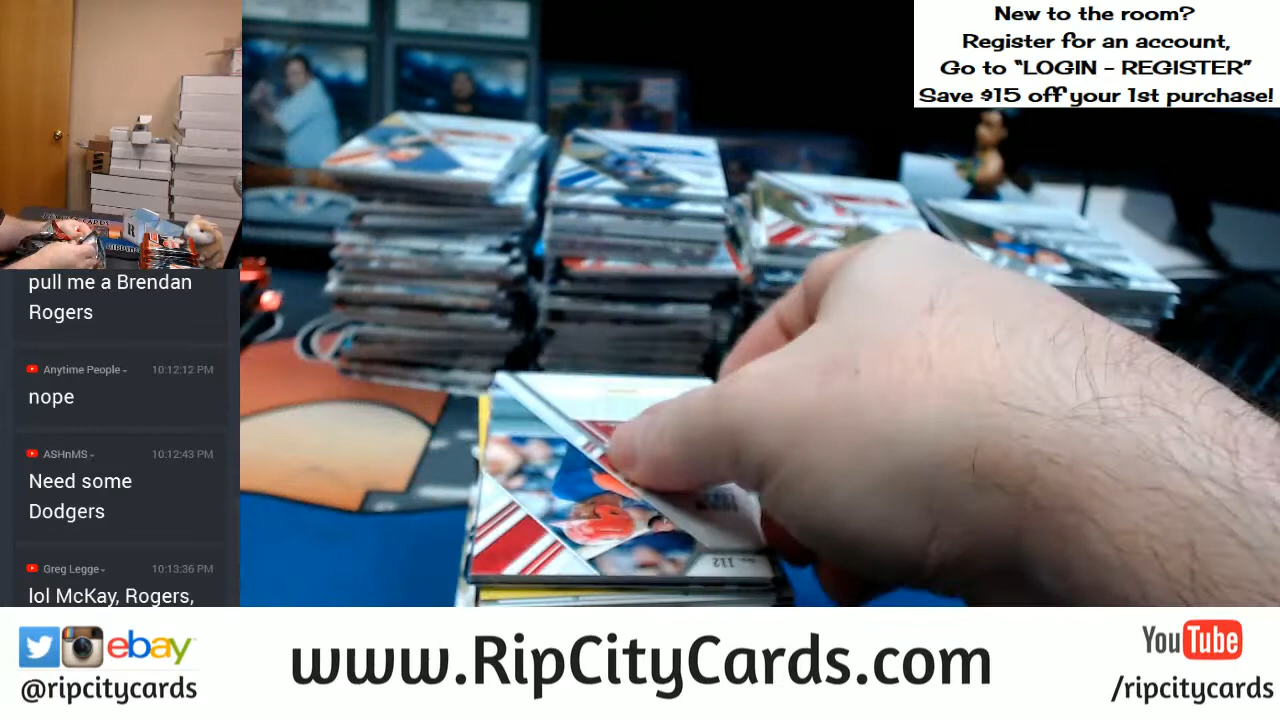 New to the room?
Register for an account,
Go to "LOGIN - REGISTER"
Save $15 off your 1st purchase!
pull me a Brendan
Rogers
Anytime People
10:12:12 PM
nope
ASHnMS
10:12:43 PM
Need some
Dodgers
Greg Legge
10:13:36 PM
lol McKay, Rogers,
ebay
@ripcitycards
www.RipCityCards.com
YouTube
/ripcitycards